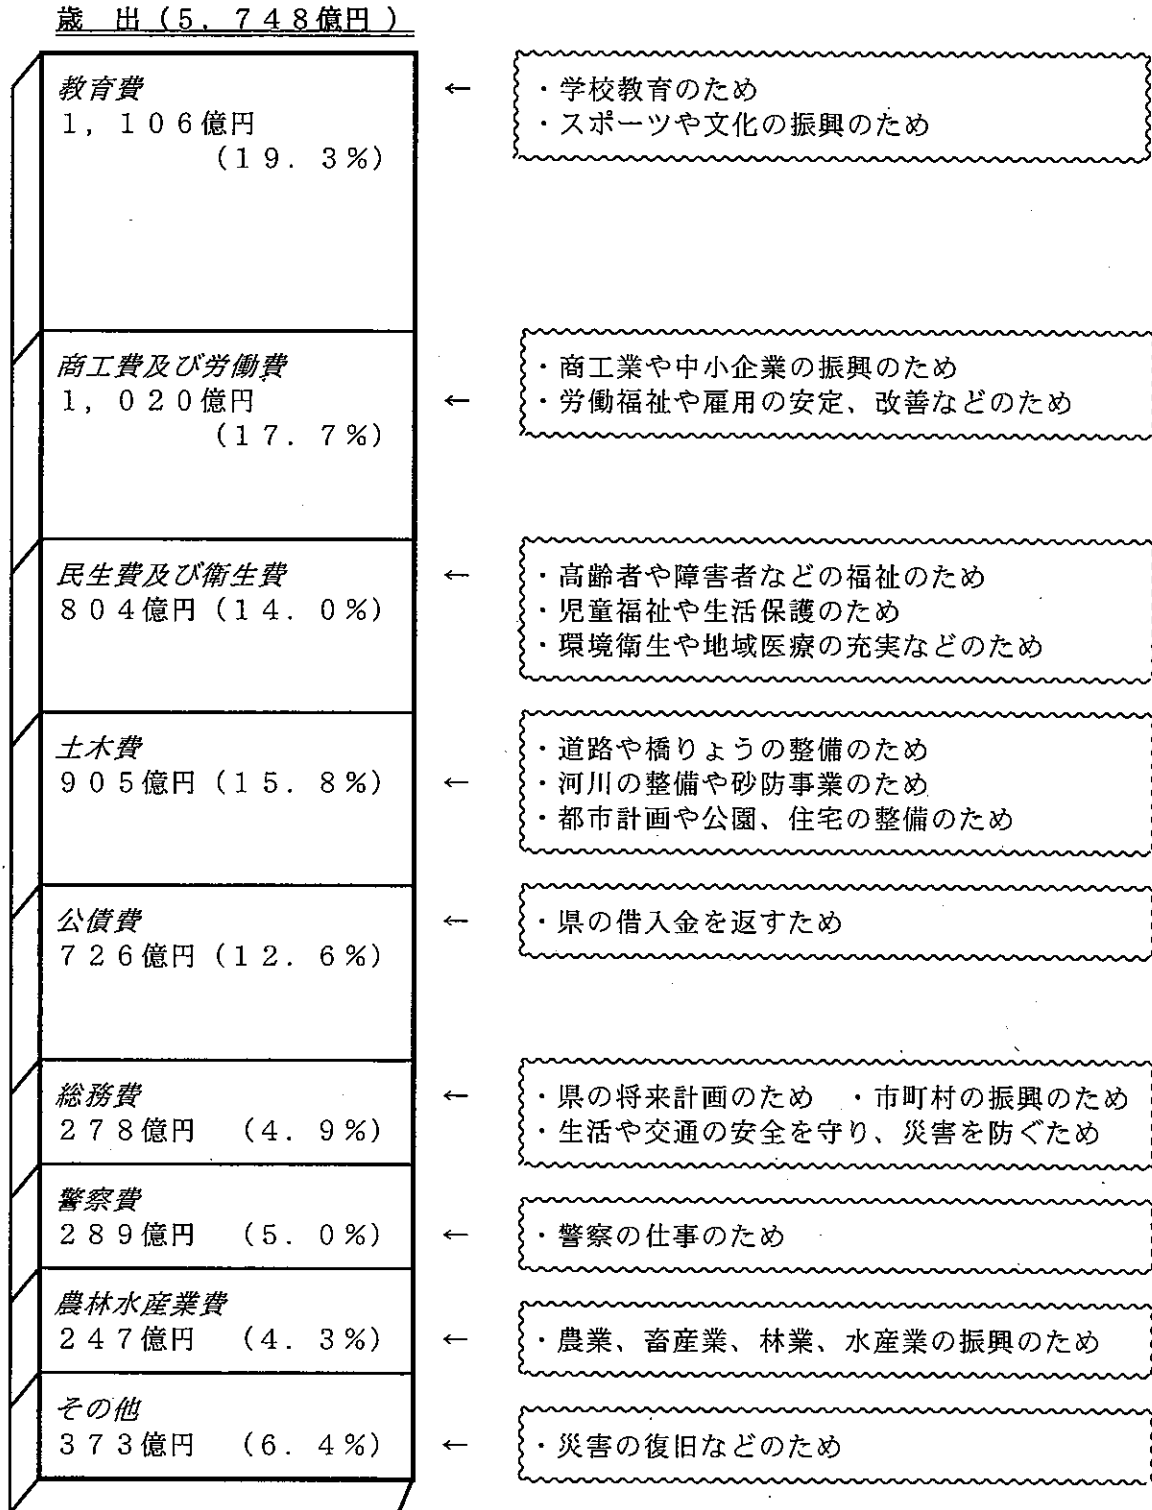 歳 出（５．７４８億円）
教育費
１，１０６億円
（１９．３％）
←
・学校教育のため
・スポーツや文化の振興のため
商工費及び労働費
１，０２０億円
（１７．７％）
←
・商工業や中小企業の振興のため
・労働福祉や雇用の安定、改善などのため
民生費及び衛生費
８０４億円（１４．０％）
←
・高齢者や障害者などの福祉のため
・児童福祉や生活保護のため
・環境衛生や地域医療の充実などのため
土木費
９０５億円（１５．８％）
←
・道路や橋りょうの整備のため
・河川の整備や砂防事業のため
・都市計画や公園、住宅の整備のため
公債費
７２６億円（１２．６％）
←
・県の借入金を返すため
総務費
２７８億円　（４．９％）
←
・県の将来計画のため　・市町村の振興のため
・生活や交通の安全を守り、災害を防ぐため
警察費
２８９億円　（５．０％）
←
・警察の仕事のため
農林水産業費
２４７億円　（４．３％）
←
・農業、畜産業、林業、水産業の振興のため
その他
３７３億円　（６．４％）
←
・災害の復旧などのため